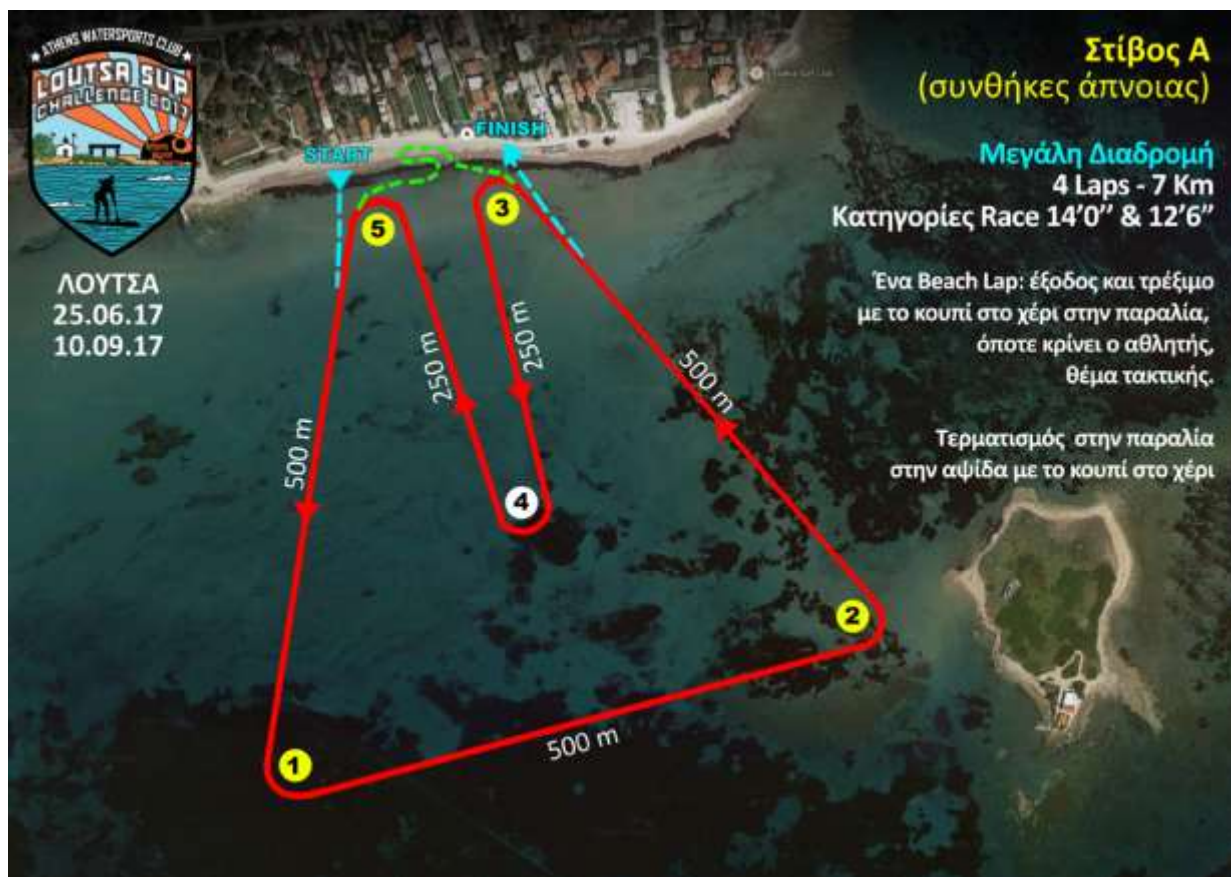 ATHENS WATERSPORTS CLUB
LOUTSA SUP
CHALLENGE 2017
ΛΟΥΤΣΑ
25.06.17
10.09.17
Στίβος Α
(συνθήκες άπνοιας)
Μεγάλη Διαδρομή
4 Laps - 7 Km
Κατηγορίες Race 14’0’’ & 12’6’’
Ένα Beach Lap: έξοδος και τρέξιμο
με το κουπί στο χέρι στην παραλία,
όποτε κρίνει ο αθλητής,
θέμα τακτικής.
Τερματισμός στην παραλία
στην αψίδα με το κουπί στο χέρι
START
FINISH
5
3
250 m
250 m
500 m
500 m
4
2
1
500 m